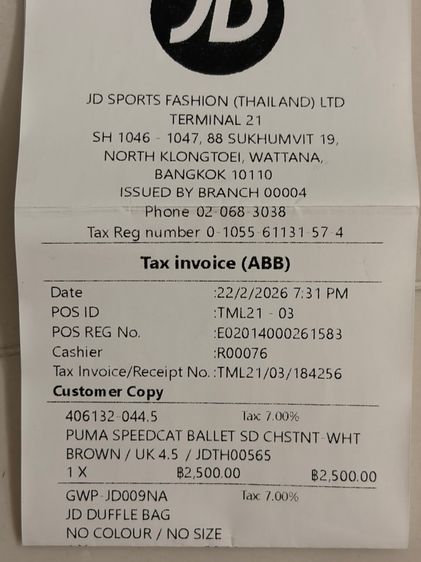 JD
JD SPORTS FASHION (THAILAND) LTD
TERMINAL 21
SH 1046 - 1047, 88 SUKHUMVIT 19,
NORTH KLONGTOEI, WATTANA,
BANGKOK 10110
ISSUED BY BRANCH 00004
Phone 02-068-3038
Tax Reg number 0-1055-61131-57-4
Tax invoice (ABB)
Date :22/2/2026 7:31 PM
POS ID :TML21 - 03
POS REG No. :E02014000261583
Cashier :R00076
Tax Invoice/Receipt No.:TML21/03/184256
Customer Copy
406132-044.5 Tax: 7.00%
PUMA SPEEDCAT BALLET SD CHSTNT-WHT
BROWN / UK 4.5 / JDTH00565
1 X ฿2,500.00 ฿2,500.00
GWP-JD009NA Tax: 7.00%
JD DUFFLE BAG
NO COLOUR / NO SIZE